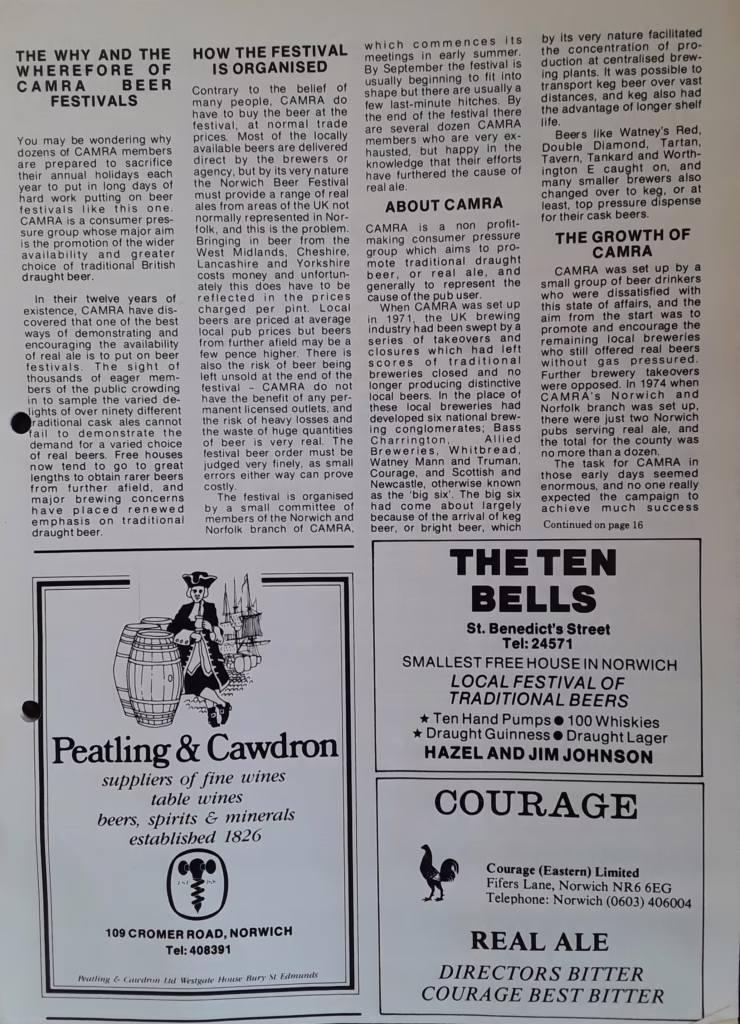 THE WHY AND THE
WHEREFORE OF
CAMRA BEER
FESTIVALS
You may be wondering why
dozens of CAMRA members
are prepared to sacrifice
their annual holidays each
year to put in long days of
hard work putting on beer
festivals like this one.
CAMRA is a consumer pres-
sure group whose major aim
is the promotion of the wider
availability and greater
choice of traditional British
draught beer.
In their twelve years of
existence, CAMRA have dis-
covered that one of the best
ways of demonstrating and
encouraging the availability
of real ale is to put on beer
festivals. The sight of
thousands of eager mem-
bers of the public crowding
in to sample the varied de-
lights of over ninety different
traditional cask ales cannot
fail to demonstrate the
demand for a varied choice
of real beers. Free houses
now tend to go to great
lengths to obtain rarer beers
from further afield, and
major brewing concerns
have placed renewed
emphasis on traditional
draught beer.
HOW THE FESTIVAL
IS ORGANISED
Contrary to the belief of
many people, CAMRA do
have to buy the beer at the
festival, at normal trade
prices. Most of the locally
available beers are delivered
direct by the brewers or
agency, but by its very nature
the Norwich Beer Festival
must provide a range of real
ales from areas of the UK not
normally represented in Nor-
folk, and this is the problem.
Bringing in beer from the
West Midlands, Cheshire,
Lancashire and Yorkshire
costs money and unfortun-
ately this does have to be
reflected in the prices
charged per pint. Local
beers are priced at average
local pub prices but beers
from further afield may be a
few pence higher. There is
also the risk of beer being
left unsold at the end of the
festival - CAMRA do not
have the benefit of any per-
manent licensed outlets, and
the risk of heavy losses and
the waste of huge quantities
of beer is very real. The
festival beer order must be
judged very finely, as small
errors either way can prove
costly.
The festival is organised
by a small committee of
members of the Norwich and
Norfolk branch of CAMRA,
which commences its
meetings in early summer.
By September the festival is
usually beginning to fit into
shape but there are usually a
few last-minute hitches. By
the end of the festival there
are several dozen CAMRA
members who are very ex-
hausted, but happy in the
knowledge that their efforts
have furthered the cause of
real ale.
ABOUT CAMRA
CAMRA is a non profit-
making consumer pressure
group which aims to pro-
mote traditional draught
beer, or real ale, and
generally to represent the
cause of the pub user.
When CAMRA was set up
in 1971, the UK brewing
industry had been swept by a
series of takeovers and
closures which had left
scores of traditional
breweries closed and no
longer producing distinctive
local beers. In the place of
these local breweries had
developed six national brew-
ing conglomerates; Bass
Charrington, Allied
Breweries, Whitbread,
Watney Mann and Truman,
Courage, and Scottish and
Newcastle, otherwise known
as the 'big six'. The big six
had come about largely
because of the arrival of keg
beer, or bright beer, which
by its very nature facilitated
the concentration of pro-
duction at centralised brew-
ing plants. It was possible to
transport keg beer over vast
distances, and keg also had
the advantage of longer shelf
life.
Beers like Watney's Red,
Double Diamond, Tartan,
Tavern, Tankard and Worth-
ington E caught on, and
many smaller brewers also
changed over to keg, or at
least, top pressure dispense
for their cask beers.
THE GROWTH OF
CAMRA
CAMRA was set up by a
small group of beer drinkers
who were dissatisfied with
this state of affairs, and the
aim from the start was to
promote and encourage the
remaining local breweries
who still offered real beers
without gas pressured.
Further brewery takeovers
were opposed. In 1974 when
CAMRA's Norwich and
Norfolk branch was set up,
there were just two Norwich
pubs serving real ale, and
the total for the county was
no more than a dozen.
The task for CAMRA in
those early days seemed
enormous, and no one really
expected the campaign to
achieve much success
Continued on page 16
Peatling & Cawdron
suppliers of fine wines
table wines
beers, spirits & minerals
established 1826
109 CROMER ROAD, NORWICH
Tel: 408391
Peatling & Cawdron Ltd Westgate House Bury St Edmunds
THE TEN
BELLS
St. Benedict's Street
Tel: 24571
SMALLEST FREE HOUSE IN NORWICH
LOCAL FESTIVAL OF
TRADITIONAL BEERS
★ Ten Hand Pumps ● 100 Whiskies
★ Draught Guinness ● Draught Lager
HAZEL AND JIM JOHNSON
COURAGE
Courage (Eastern) Limited
Fifers Lane, Norwich NR6 6EG
Telephone: Norwich (0603) 406004
REAL ALE
DIRECTORS BITTER
COURAGE BEST BITTER